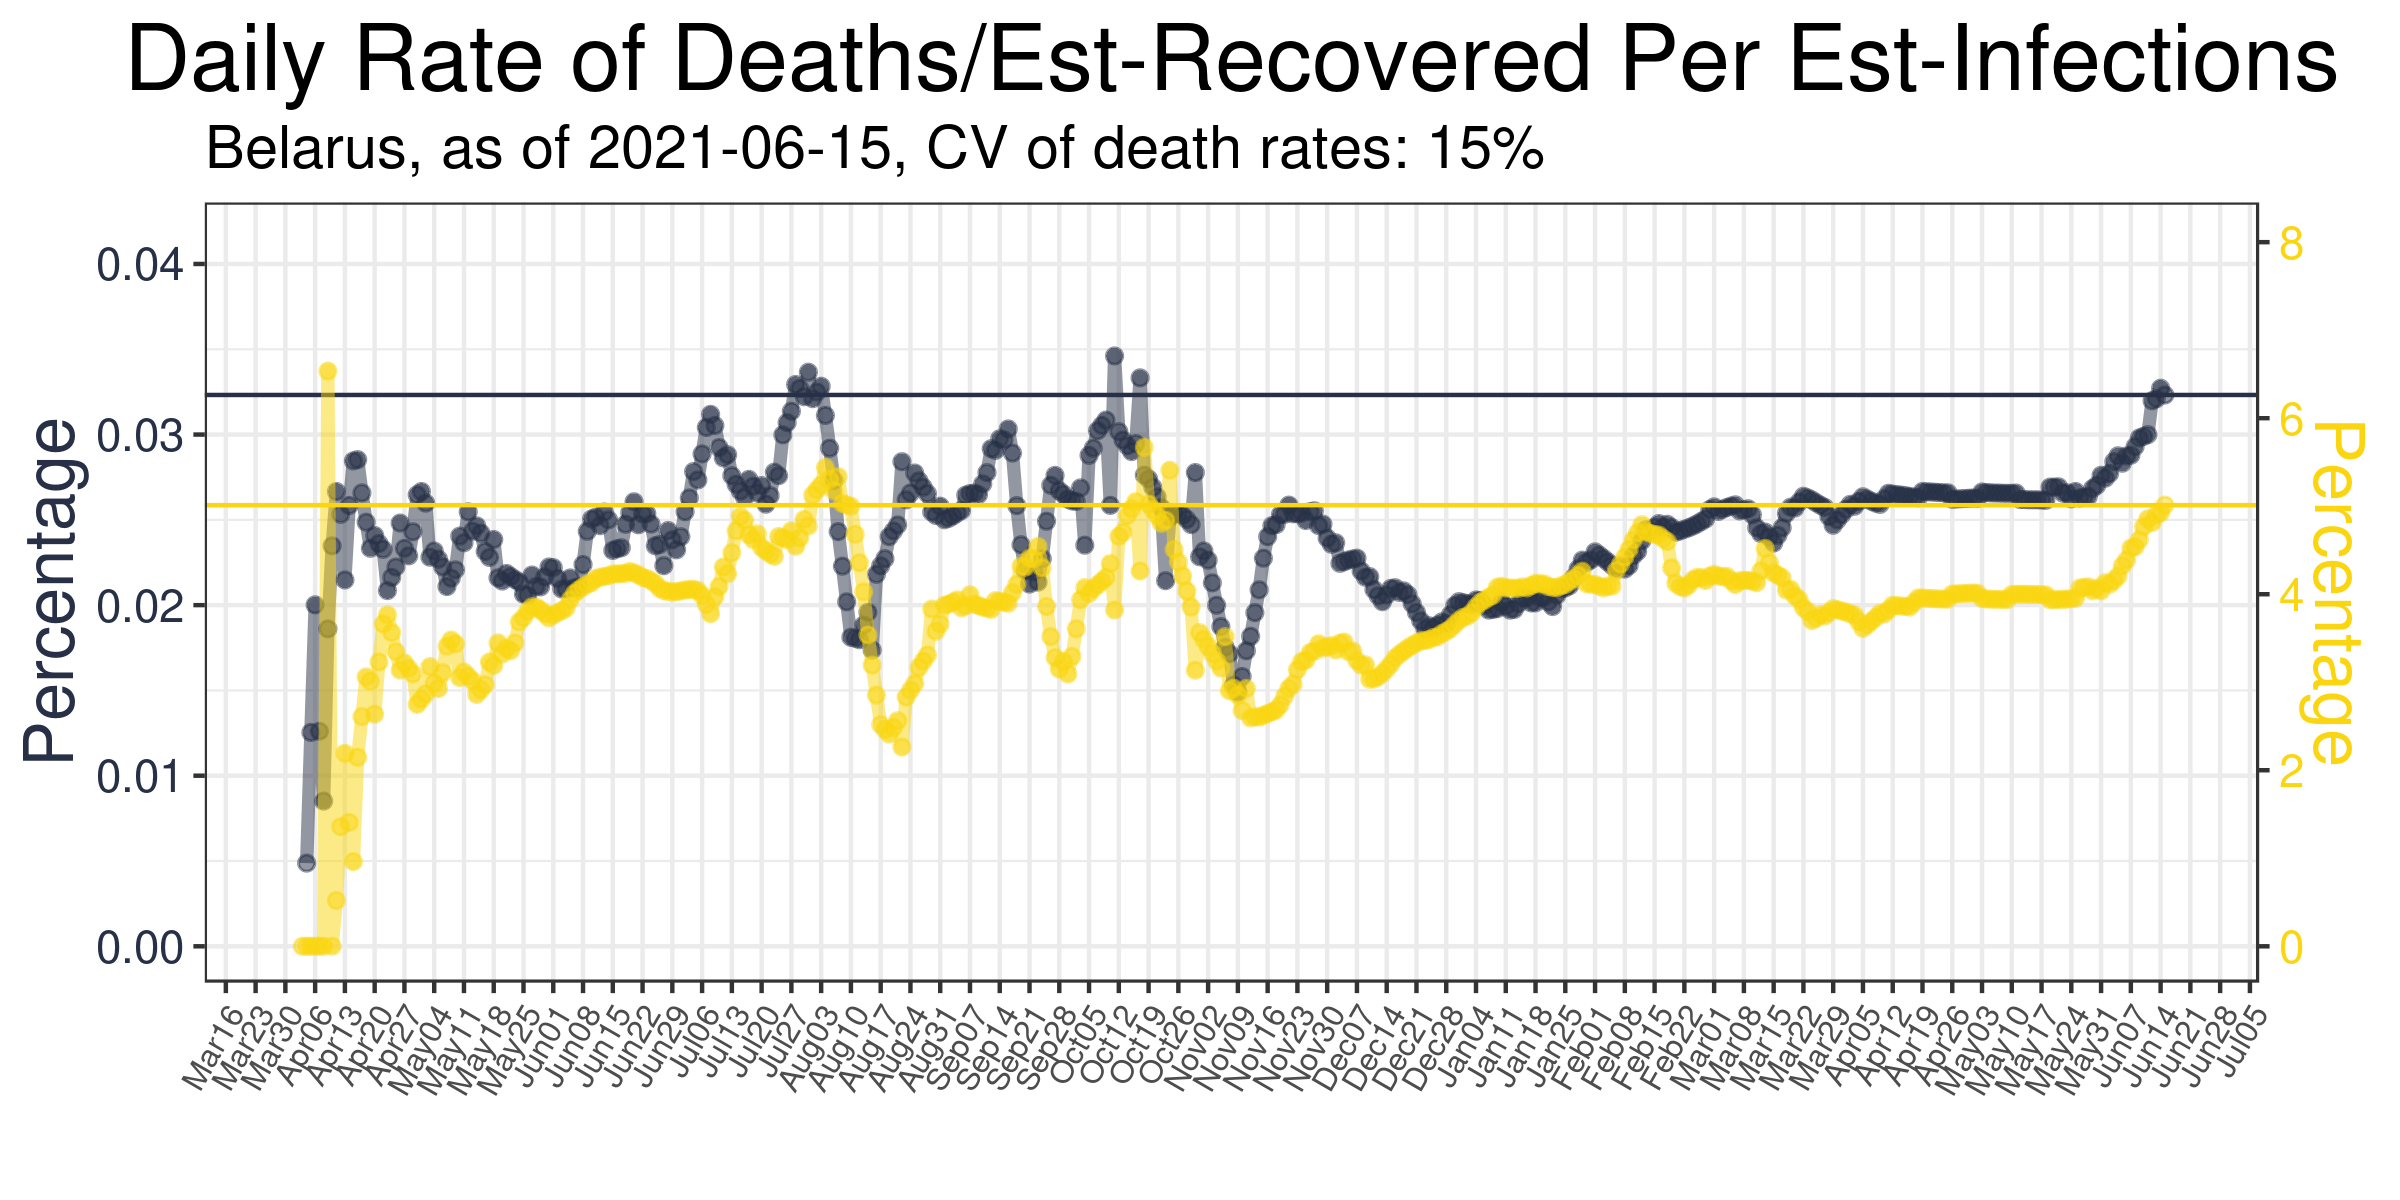 Daily Rate of Deaths/Est-Recovered Per Est-Infections
Belarus, as of 2021-06-15, CV of death rates: 15%
Percentage
0.04
0.03
0.02
0.01
0.00
8
6
4
2
0
Percentage
Mar16
Mar23
Mar30
Apr06
Apr13
Apr20
Apr27
May04
May11
May18
May25
Jun01
Jun08
Jun15
Jun22
Jun29
Jul06
Jul13
Jul20
Jul27
Aug03
Aug10
Aug17
Aug24
Aug31
Sep07
Sep14
Sep21
Sep28
Oct05
Oct12
Oct19
Oct26
Nov02
Nov09
Nov16
Nov23
Nov30
Dec07
Dec14
Dec21
Dec28
Jan04
Jan11
Jan18
Jan25
Feb01
Feb08
Feb15
Feb22
Mar01
Mar08
Mar15
Mar22
Mar29
Apr05
Apr12
Apr19
Apr26
May03
May10
May17
May24
May31
Jun07
Jun14
Jun21
Jun28
Jul05